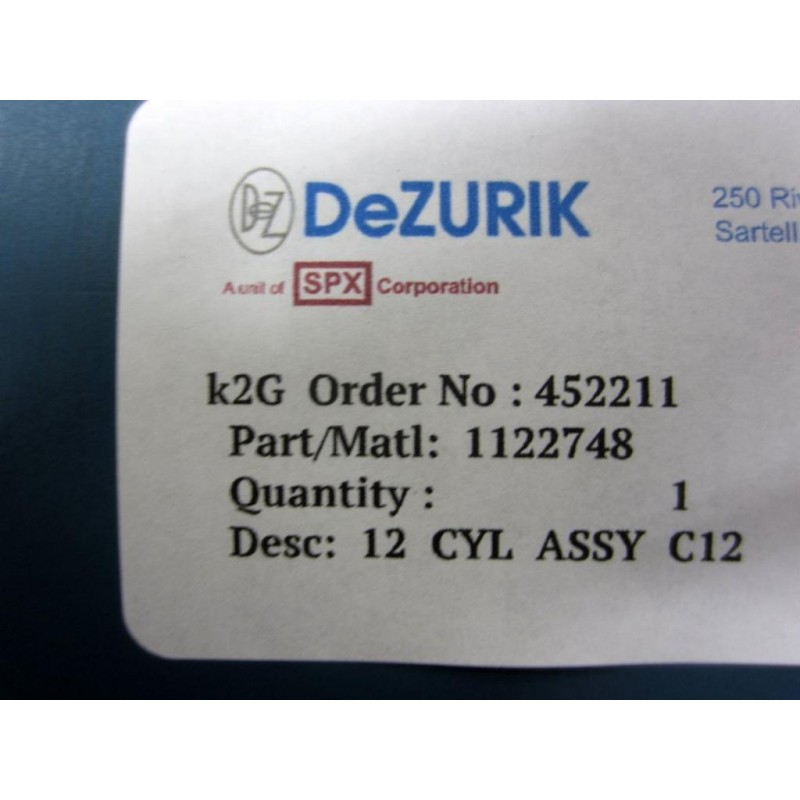 DeZ DeZURIK
250 Riv
Sartell
A unit of SPX Corporation
k2G Order No : 452211
Part/Matl: 1122748
Quantity : 1
Desc: 12 CYL ASSY C12